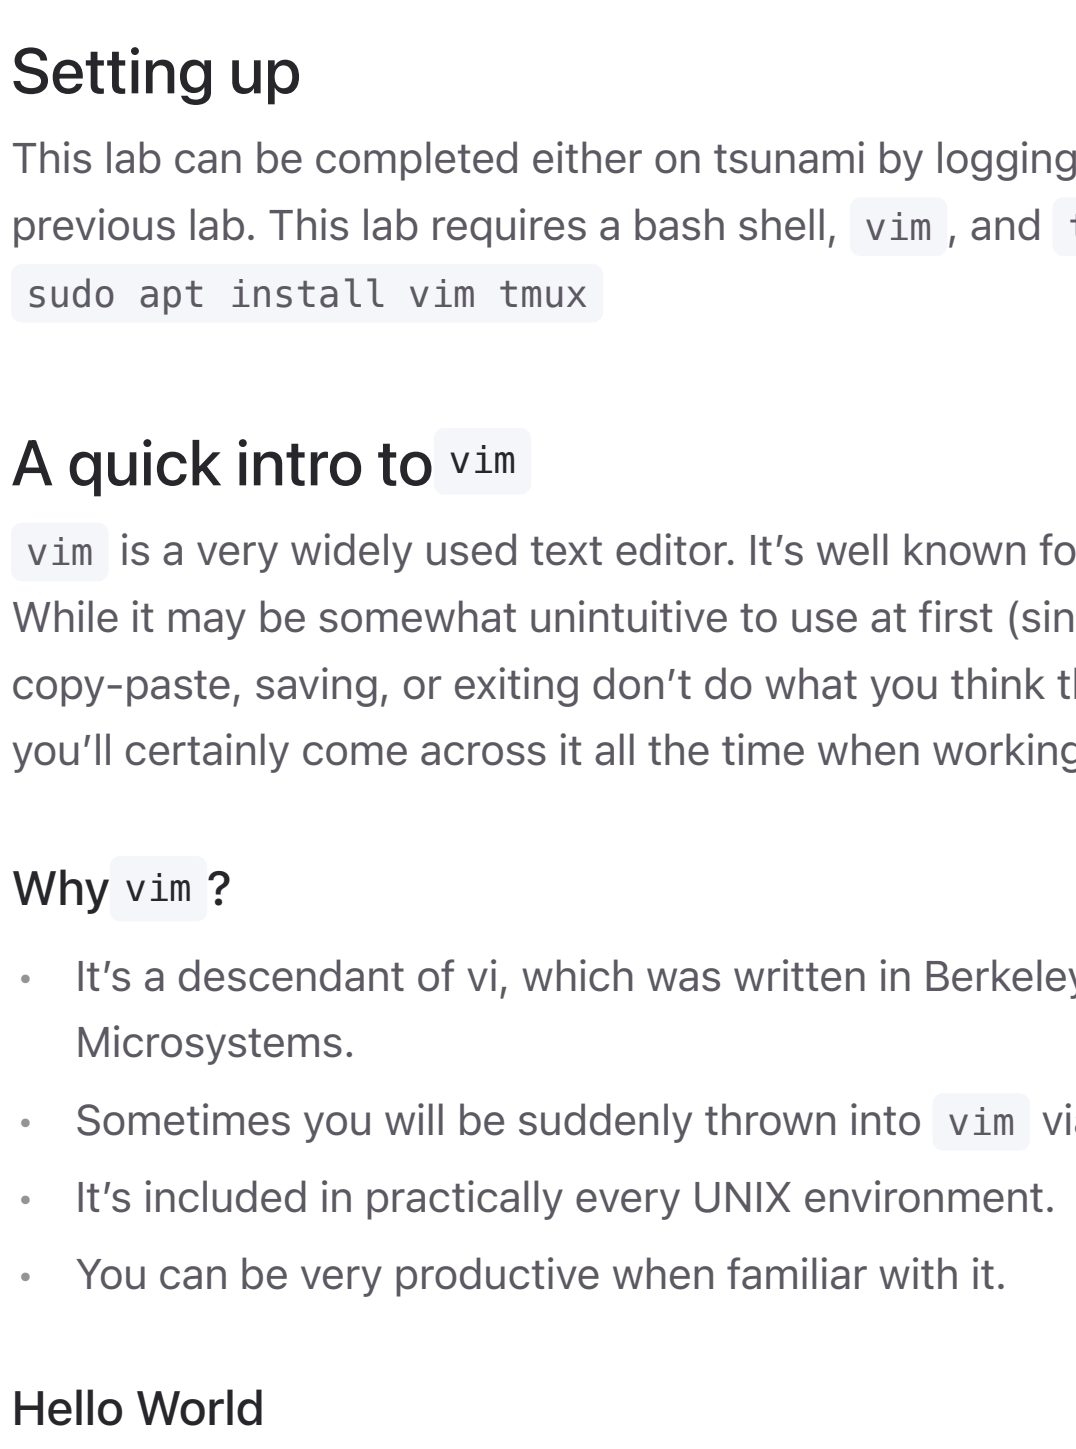 Setting up
This lab can be completed either on tsunami by logging
previous lab. This lab requires a bash shell, vim, and
sudo apt install vim tmux
A quick intro to vim
vim is a very widely used text editor. It’s well known fo
While it may be somewhat unintuitive to use at first (sin
copy-paste, saving, or exiting don’t do what you think
you’ll certainly come across it all the time when working
Why vim?
• It’s a descendant of vi, which was written in Berkeley
Microsystems.
• Sometimes you will be suddenly thrown into vim
• It’s included in practically every UNIX environment.
• You can be very productive when familiar with it.
Hello World